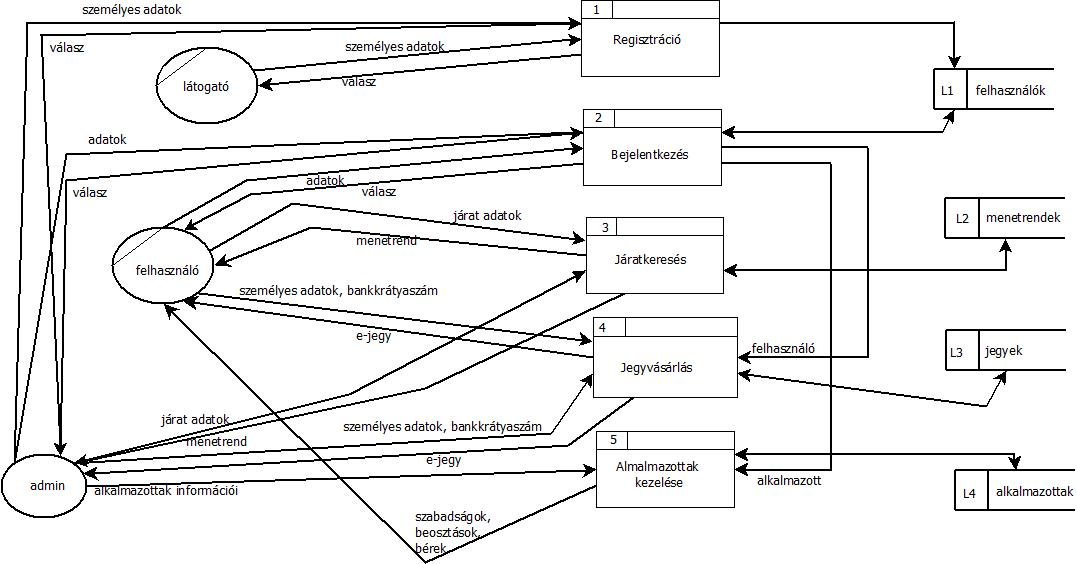 személyes adatok
1
válasz
Regisztráció
személyes adatok
látogató
válasz
L1
felhasználók
2
adatok
Bejelentkezés
adatok
válasz
válasz
járat adatok
L2
menetrendek
3
menetrend
Járatkeresés
felhasználó
személyes adatok, bankkrátyaszám
4
e-jegy
felhasználó
L3
jegyek
Jegyvásárlás
járat adatok
személyes adatok, bankkrátyaszám
menetrend
5
e-jegy
Almalmazottak
kezelése
admin
alkalmazottak információi
alkalmazott
L4
alkalmazottak
szabadságok,
beosztások,
bérek